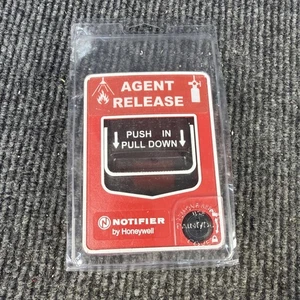 AGENT
RELEASE
PUSH IN
PULL DOWN
NOTIFIER
by Honeywell